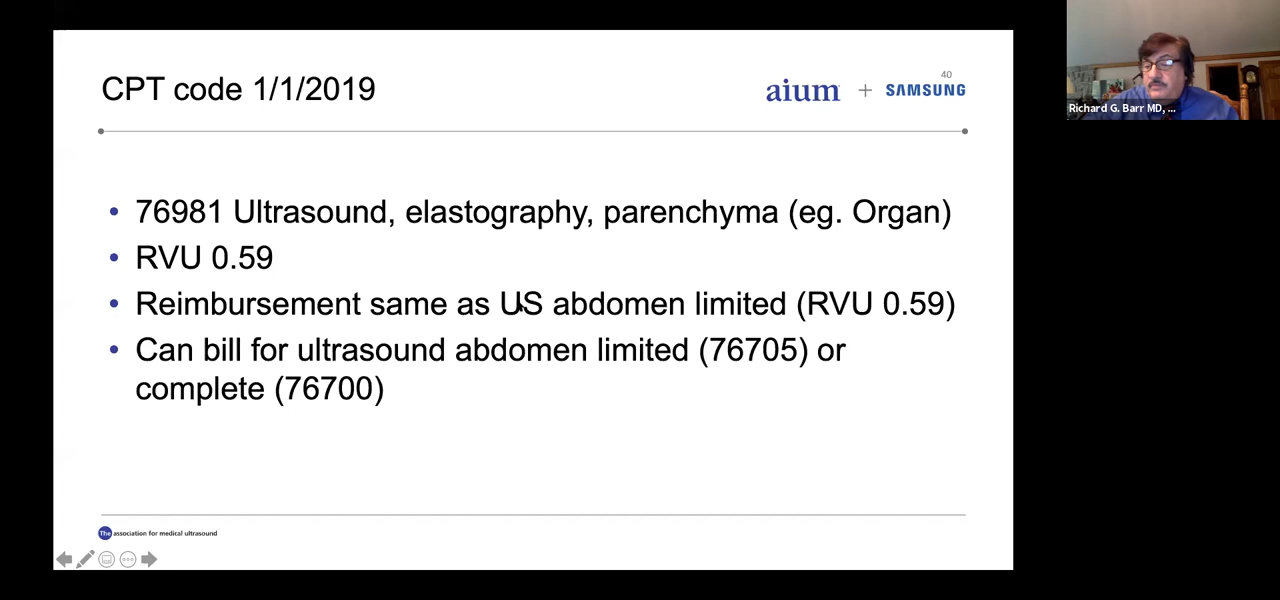 CPT code 1/1/2019
aium + SAMSUNG
40
• 76981 Ultrasound, elastography, parenchyma (eg. Organ)
• RVU 0.59
• Reimbursement same as US abdomen limited (RVU 0.59)
• Can bill for ultrasound abdomen limited (76705) or
complete (76700)
The association for medical ultrasound
Richard G. Barr MD, ...